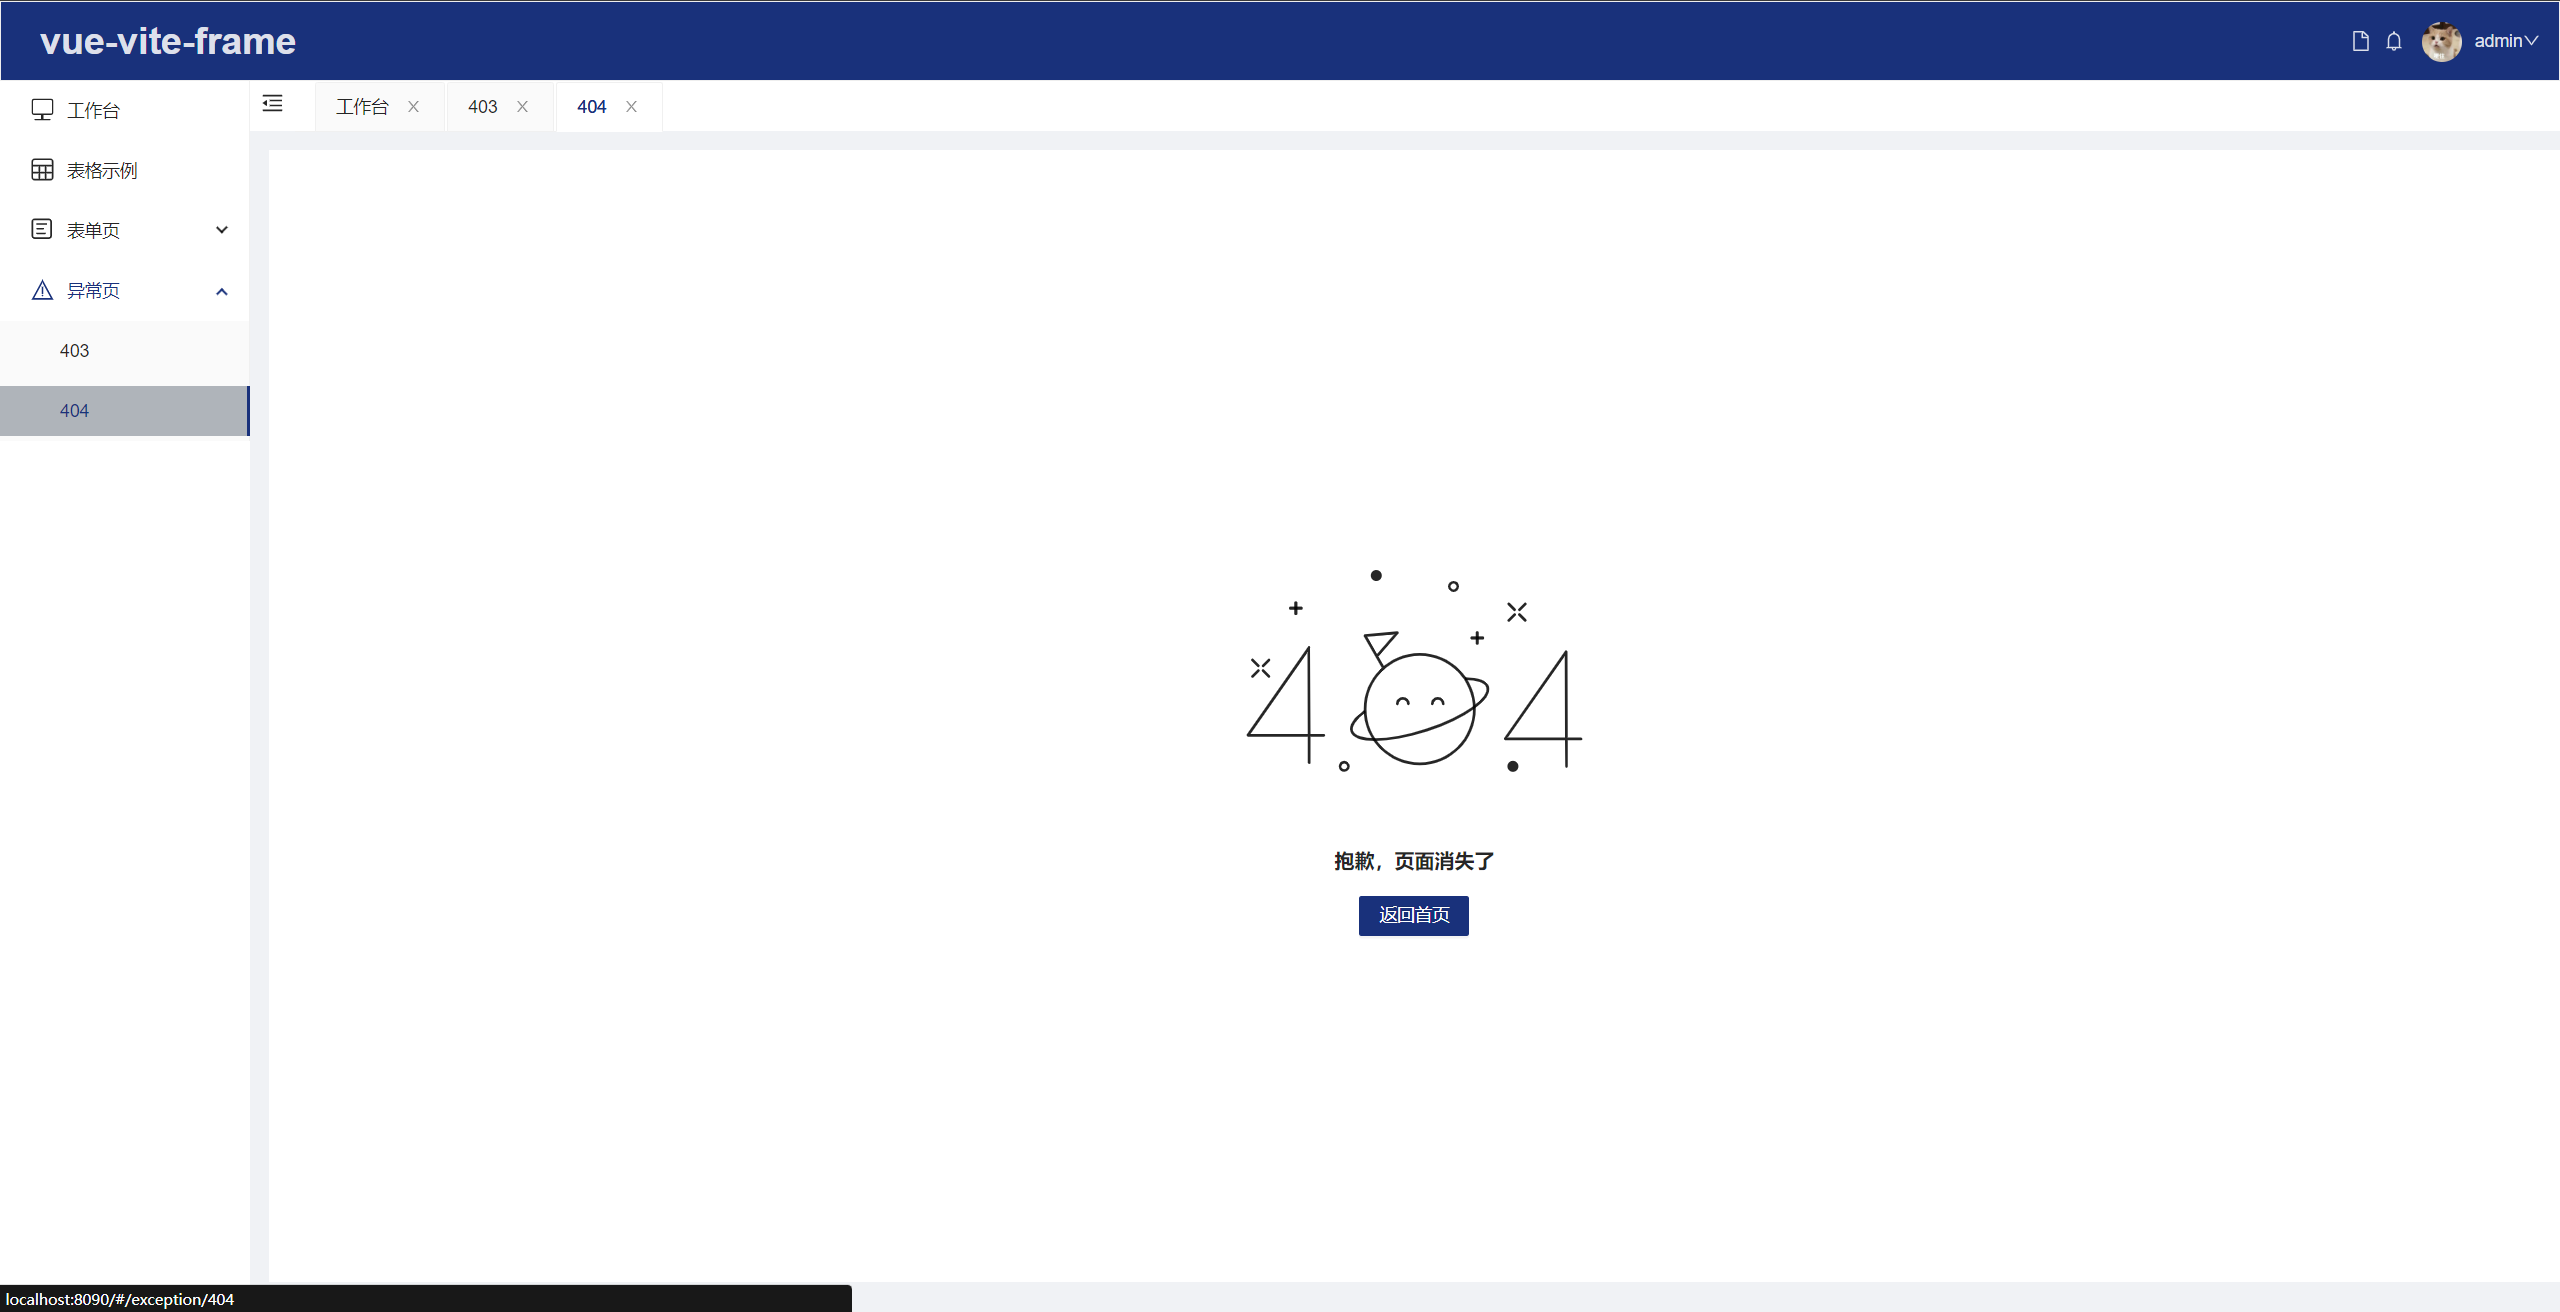 vue-vite-frame
admin
工作台
表格示例
表单页
异常页
403
404
工作台 403 404
404
抱歉，页面消失了
返回首页
localhost:8090/#/exception/404